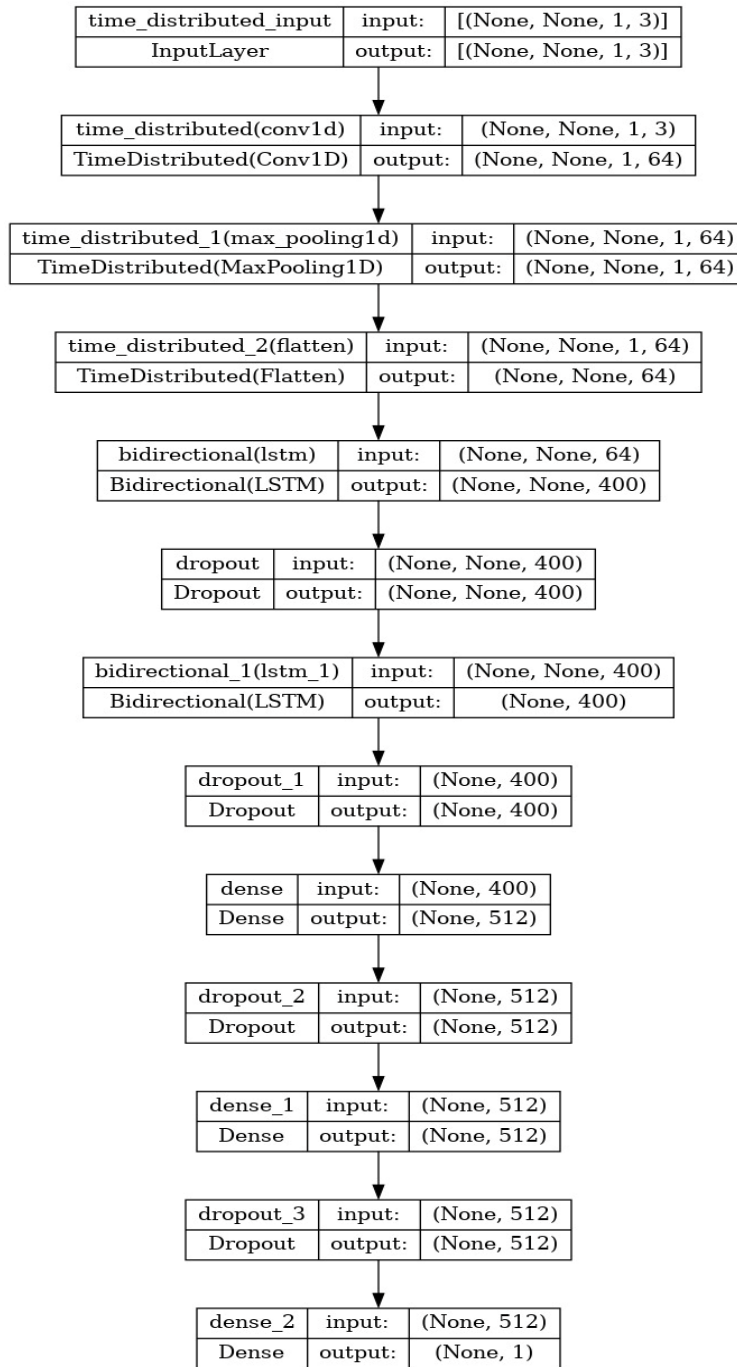 time_distributed_input input: [(None, None, 1, 3)]
InputLayer output: [(None, None, 1, 3)]
time_distributed(conv1d) input: (None, None, 1, 3)
TimeDistributed(Conv1D) output: (None, None, 1, 64)
time_distributed_1(max_pooling1d) input: (None, None, 1, 64)
TimeDistributed(MaxPooling1D) output: (None, None, 1, 64)
time_distributed_2(flatten) input: (None, None, 1, 64)
TimeDistributed(Flatten) output: (None, None, 64)
bidirectional(lstm) input: (None, None, 64)
Bidirectional(LSTM) output: (None, None, 400)
dropout input: (None, None, 400)
Dropout output: (None, None, 400)
bidirectional_1(lstm_1) input: (None, None, 400)
Bidirectional(LSTM) output: (None, 400)
dropout_1 input: (None, 400)
Dropout output: (None, 400)
dense input: (None, 400)
Dense output: (None, 512)
dropout_2 input: (None, 512)
Dropout output: (None, 512)
dense_1 input: (None, 512)
Dense output: (None, 512)
dropout_3 input: (None, 512)
Dropout output: (None, 512)
dense_2 input: (None, 512)
Dense output: (None, 1)